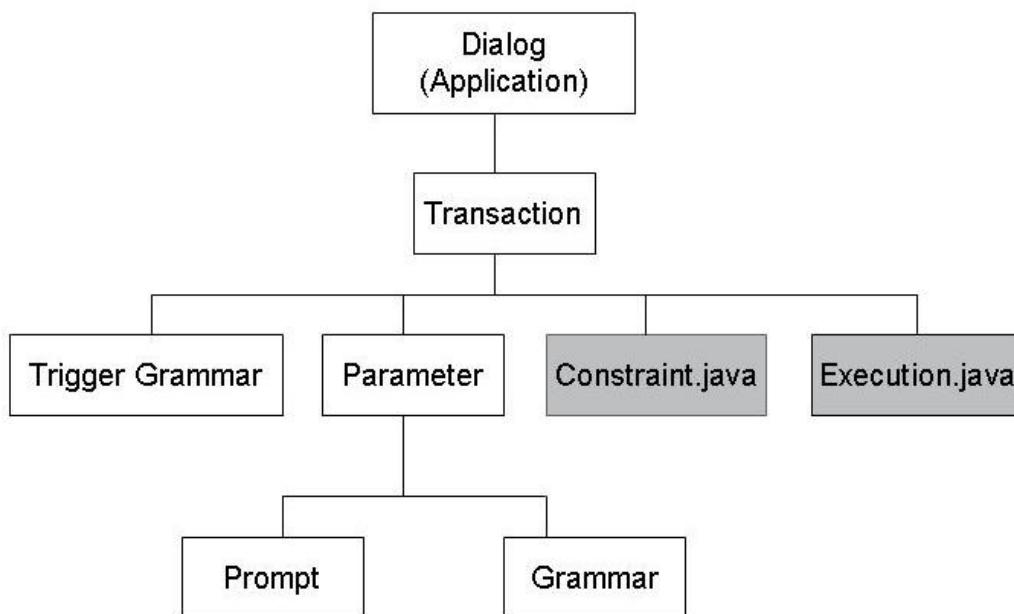 Dialog
(Application)
Transaction
Trigger Grammar
Parameter
Constraint.java
Execution.java
Prompt
Grammar